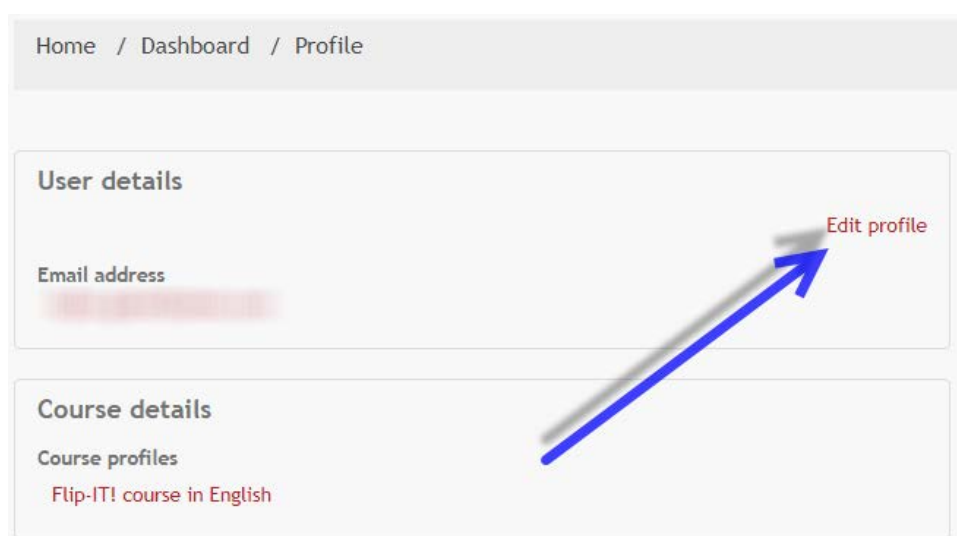 Home / Dashboard / Profile
User details
Edit profile
Email address
Course details
Course profiles
Flip-IT! course in English